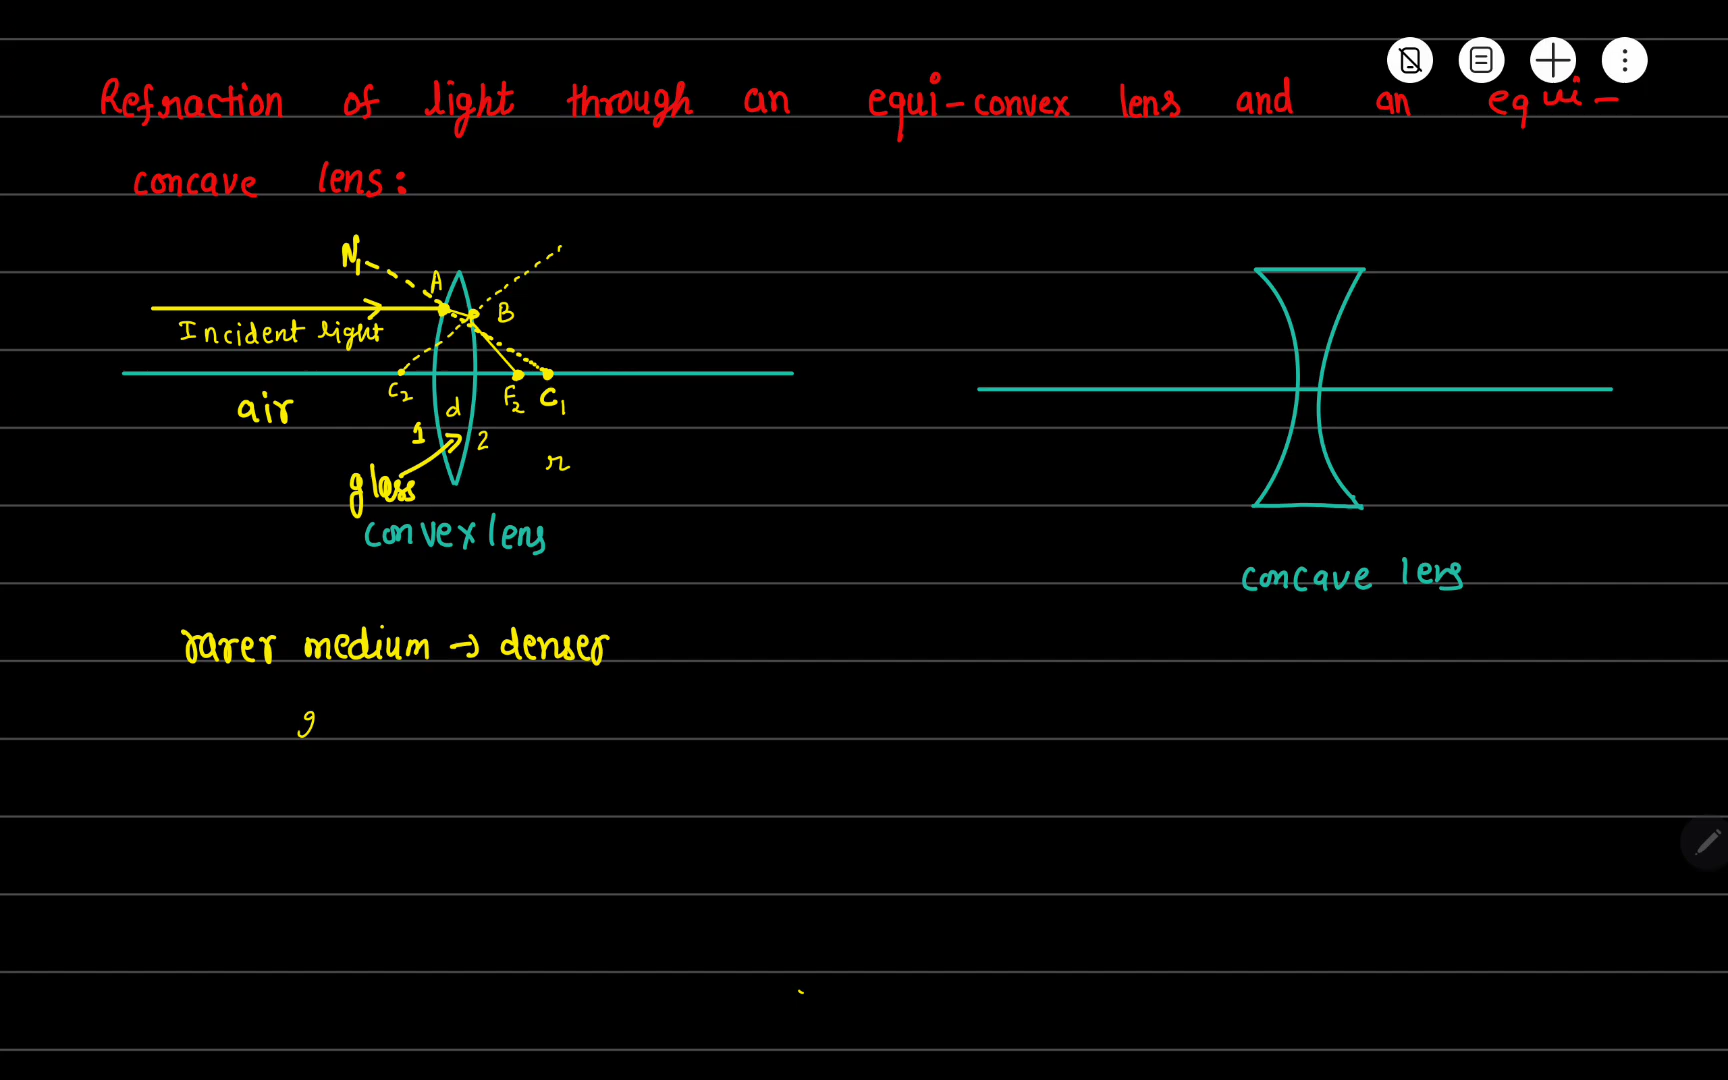 Refraction of light through an equi-convex lens and an equi-
concave lens:
N1
A
B
Incident light
C2
F2 C1
air
d
1
2
r
glass
convex lens
concave lens
rarer medium → denser
g